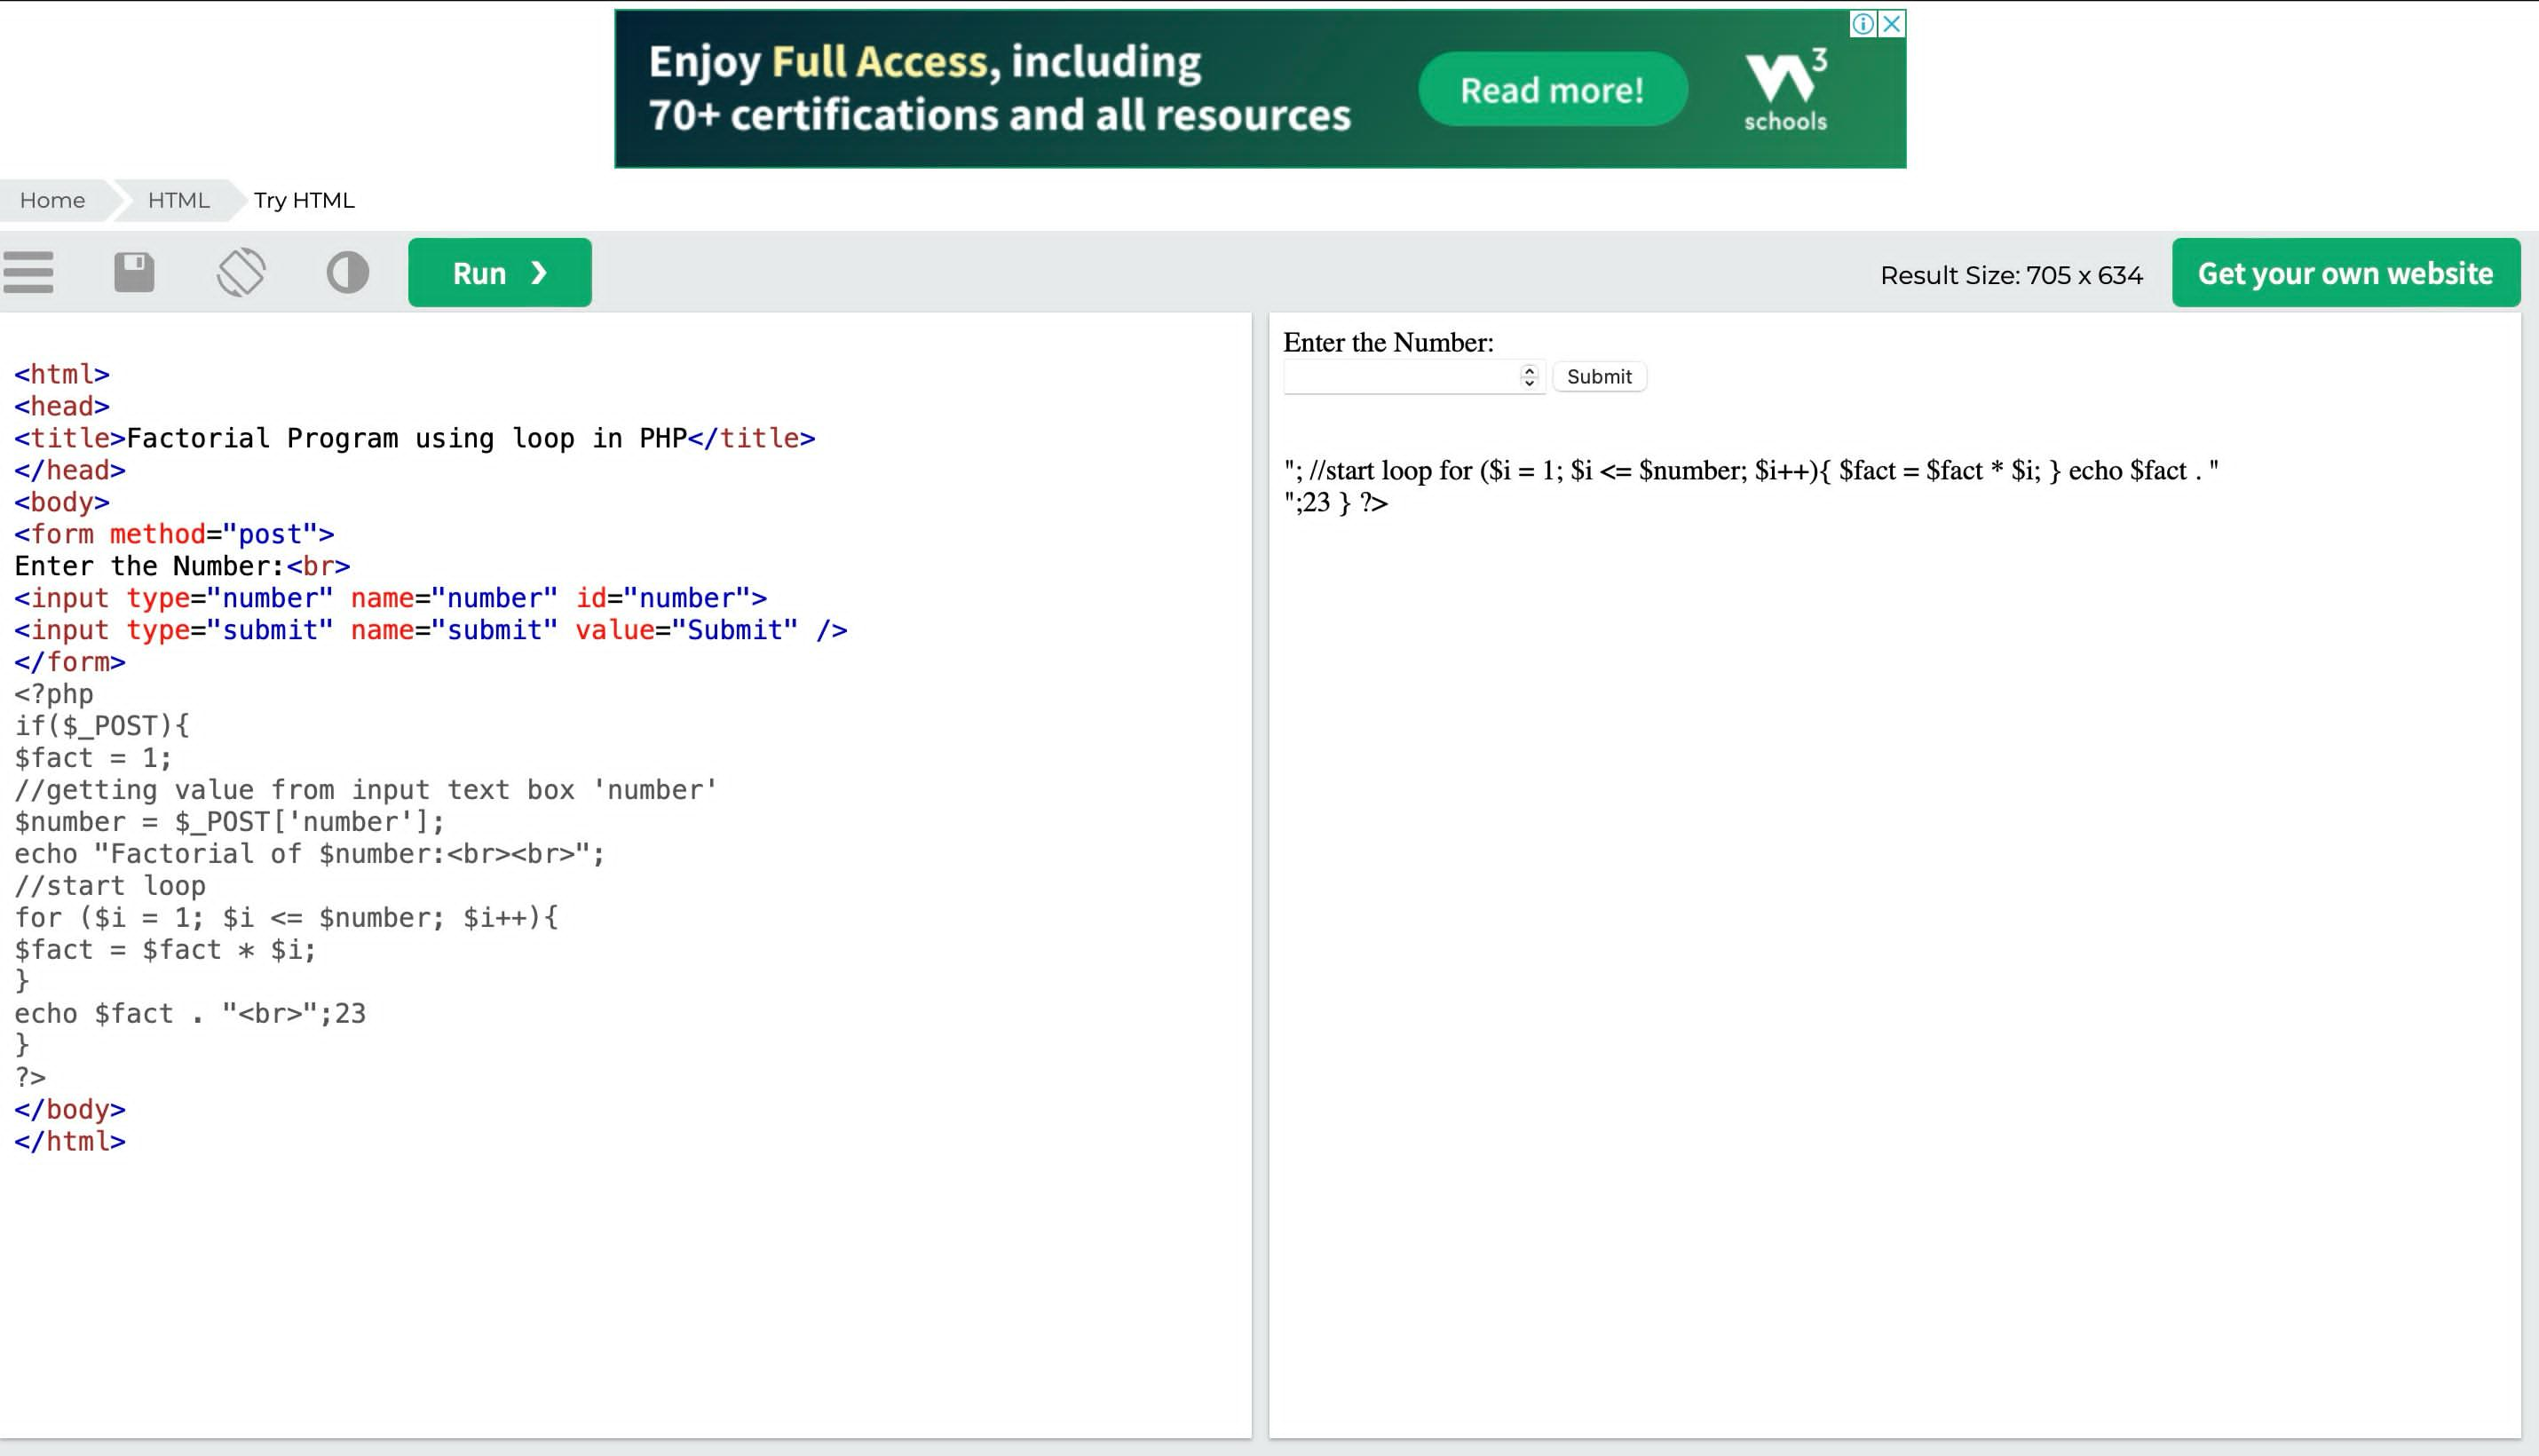 Enjoy Full Access, including
70+ certifications and all resources
Read more!
W3
schools
Home
HTML
Try HTML
Run ❯
Result Size: 705 x 634
Get your own website
<html>
<head>
<title>Factorial Program using loop in PHP</title>
</head>
<body>
<form method="post">
Enter the Number:<br>
<input type="number" name="number" id="number">
<input type="submit" name="submit" value="Submit" />
</form>
<?php
if($_POST){
$fact = 1;
//getting value from input text box 'number'
$number = $_POST['number'];
echo "Factorial of $number:<br><br>";
//start loop
for ($i = 1; $i <= $number; $i++){
$fact = $fact * $i;
}
echo $fact . "<br>";23
}
?>
</body>
</html>
Enter the Number:
Submit
"; //start loop for ($i = 1; $i <= $number; $i++){ $fact = $fact * $i; } echo $fact . "
";23 } ?>